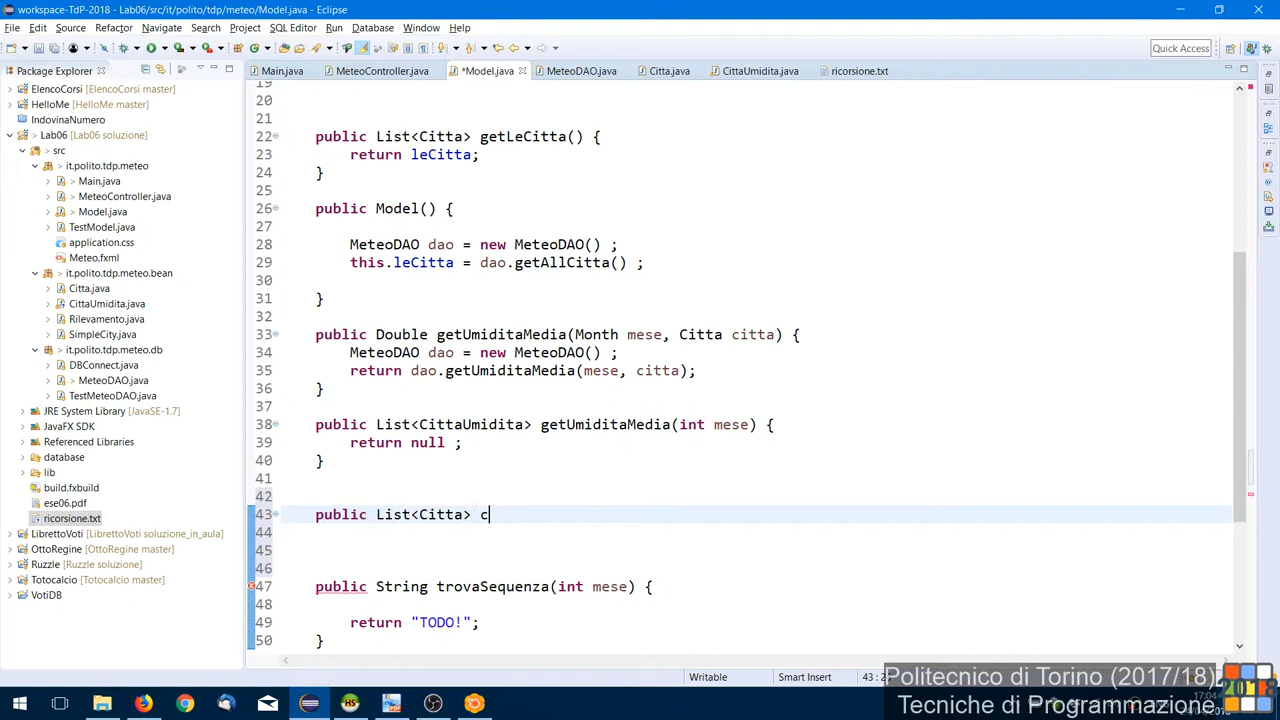 workspace-TdP-2018 - Lab06/src/it/polito/tdp/meteo/Model.java - Eclipse
File Edit Source Refactor Navigate Search Project SQL Editor Run Database Window Help
Quick Access
Package Explorer
Main.java MeteoController.java *Model.java MeteoDAO.java Citta.java CittaUmidita.java ricorsione.txt
ElencoCorsi [ElencoCorsi master]
HelloMe [HelloMe master]
IndovinaNumero
> Lab06 [Lab06 soluzione]
> src
> it.polito.tdp.meteo
> Main.java
> MeteoController.java
> Model.java
TestModel.java
application.css
Meteo.fxml
> it.polito.tdp.meteo.bean
Citta.java
CittaUmidita.java
Rilevamento.java
SimpleCity.java
> it.polito.tdp.meteo.db
DBConnect.java
> MeteoDAO.java
TestMeteoDAO.java
JRE System Library [JavaSE-1.7]
JavaFX SDK
Referenced Libraries
database
lib
build.fxbuild
ese06.pdf
ricorsione.txt
LibrettoVoti [LibrettoVoti soluzione_in_aula]
OttoRegine [OttoRegine master]
Ruzzle [Ruzzle soluzione]
Totocalcio [Totocalcio master]
VotiDB
19
20
21
22 public List<Citta> getLeCitta() {
23 return leCitta;
24 }
25
26 public Model() {
27
28 MeteoDAO dao = new MeteoDAO() ;
29 this.leCitta = dao.getAllCitta() ;
30
31 }
32
33 public Double getUmiditaMedia(Month mese, Citta citta) {
34 MeteoDAO dao = new MeteoDAO() ;
35 return dao.getUmiditaMedia(mese, citta);
36 }
37
38 public List<CittaUmidita> getUmiditaMedia(int mese) {
39 return null ;
40 }
41
42
43 public List<Citta> c
44
45
46
47 public String trovaSequenza(int mese) {
48
49 return "TODO!";
50 }
Writable Smart Insert 43 : 2
Politecnico di Torino (2017/18)
Tecniche di Programmazione
2018
17:04